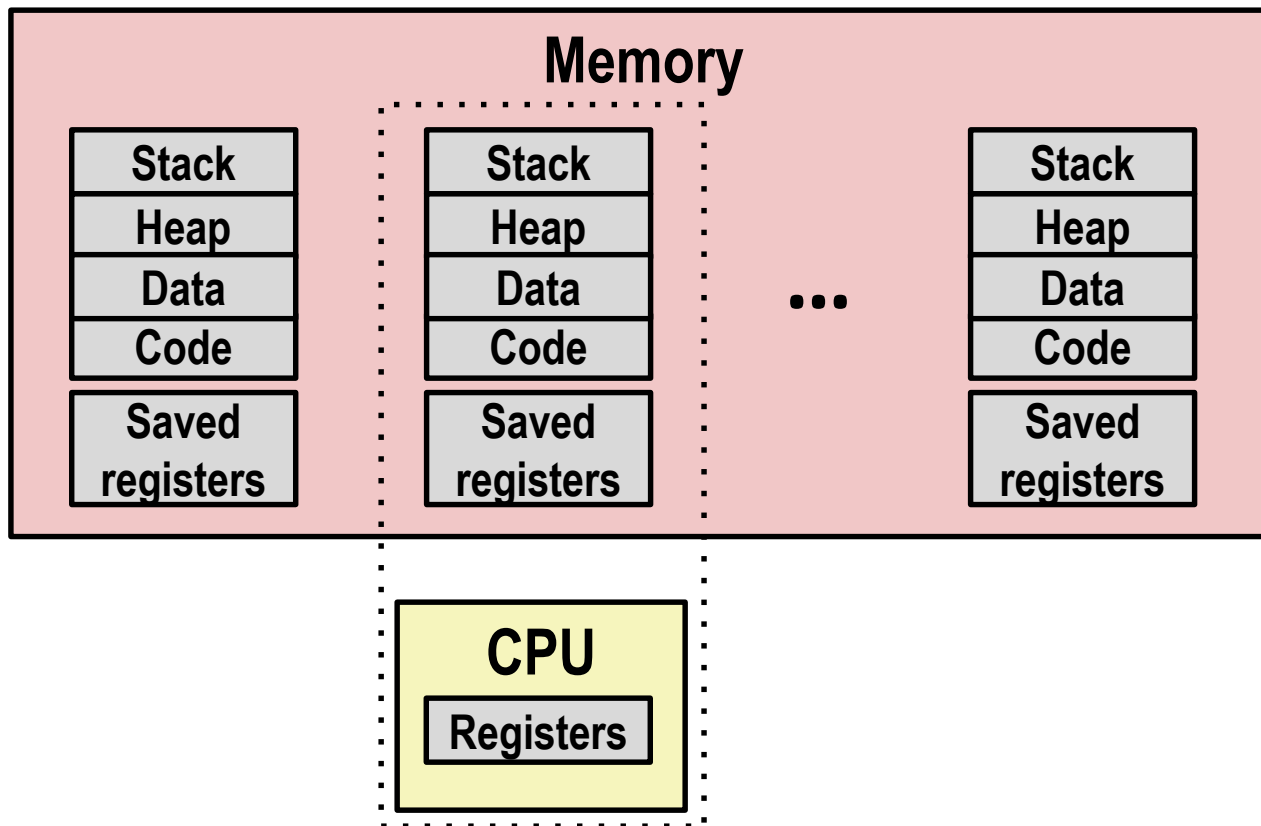 Memory
Stack
Heap
Data
Code
Saved
registers
Stack
Heap
Data
Code
Saved
registers
...
Stack
Heap
Data
Code
Saved
registers
CPU
Registers